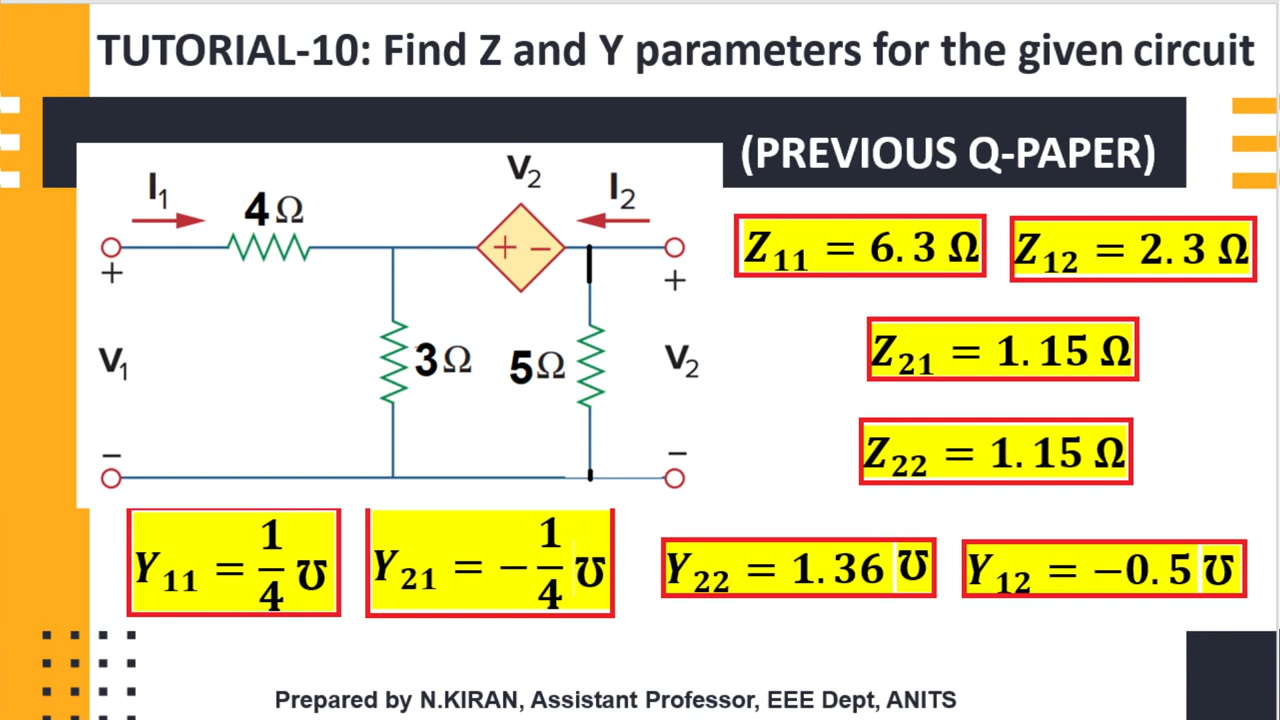 TUTORIAL-10: Find Z and Y parameters for the given circuit
(PREVIOUS Q-PAPER)
V₂
I₁
I₂
4Ω
+ −
+
+
Z₁₁ = 6.3 Ω
Z₁₂ = 2.3 Ω
V₁
3Ω
5Ω
V₂
Z₂₁ = 1.15 Ω
−
−
Z₂₂ = 1.15 Ω
Y₁₁ = 1/4 ℧
Y₂₁ = −1/4 ℧
Y₂₂ = 1.36 ℧
Y₁₂ = −0.5 ℧
Prepared by N.KIRAN, Assistant Professor, EEE Dept, ANITS